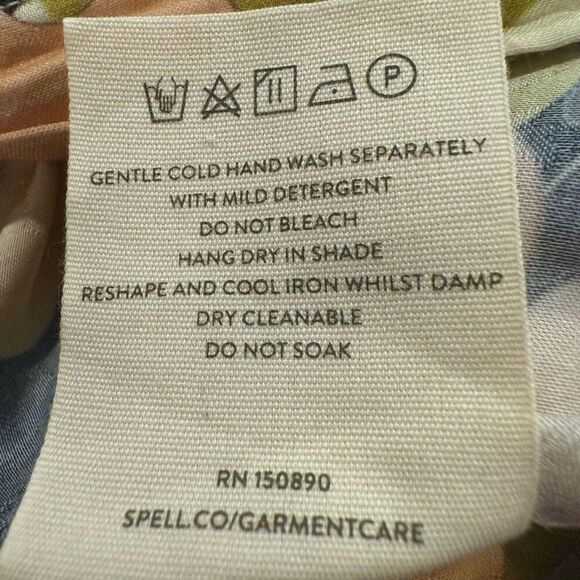 P
GENTLE COLD HAND WASH SEPARATELY
WITH MILD DETERGENT
DO NOT BLEACH
HANG DRY IN SHADE
RESHAPE AND COOL IRON WHILST DAMP
DRY CLEANABLE
DO NOT SOAK
RN 150890
SPELL.CO/GARMENTCARE